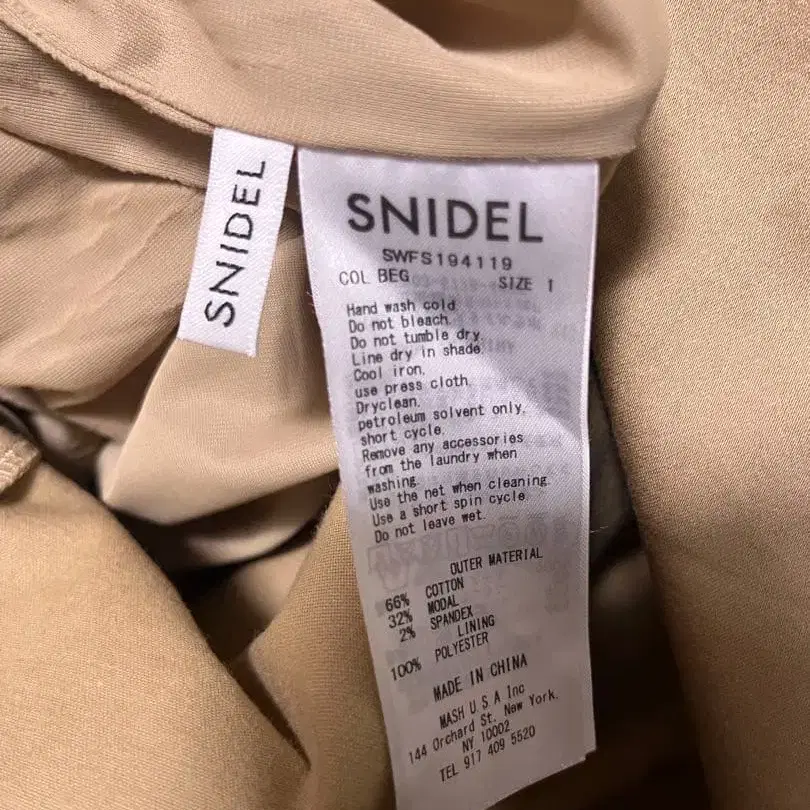 SNIDEL
SNIDEL
SWFS194119
COL BEG SIZE 1
Hand wash cold
Do not bleach.
Do not tumble dry.
Line dry in shade.
Cool iron.
use press cloth.
Dryclean.
petroleum solvent only.
short cycle.
Remove any accessories
from the laundry when
washing.
Use the net when cleaning.
Use a short spin cycle.
Do not leave wet.
OUTER MATERIAL
66% COTTON
32% MODAL
2% SPANDEX
LINING
100% POLYESTER
MADE IN CHINA
MASH U.S.A Inc
144 Orchard St. New York,
NY 10002
TEL 917 409 5520